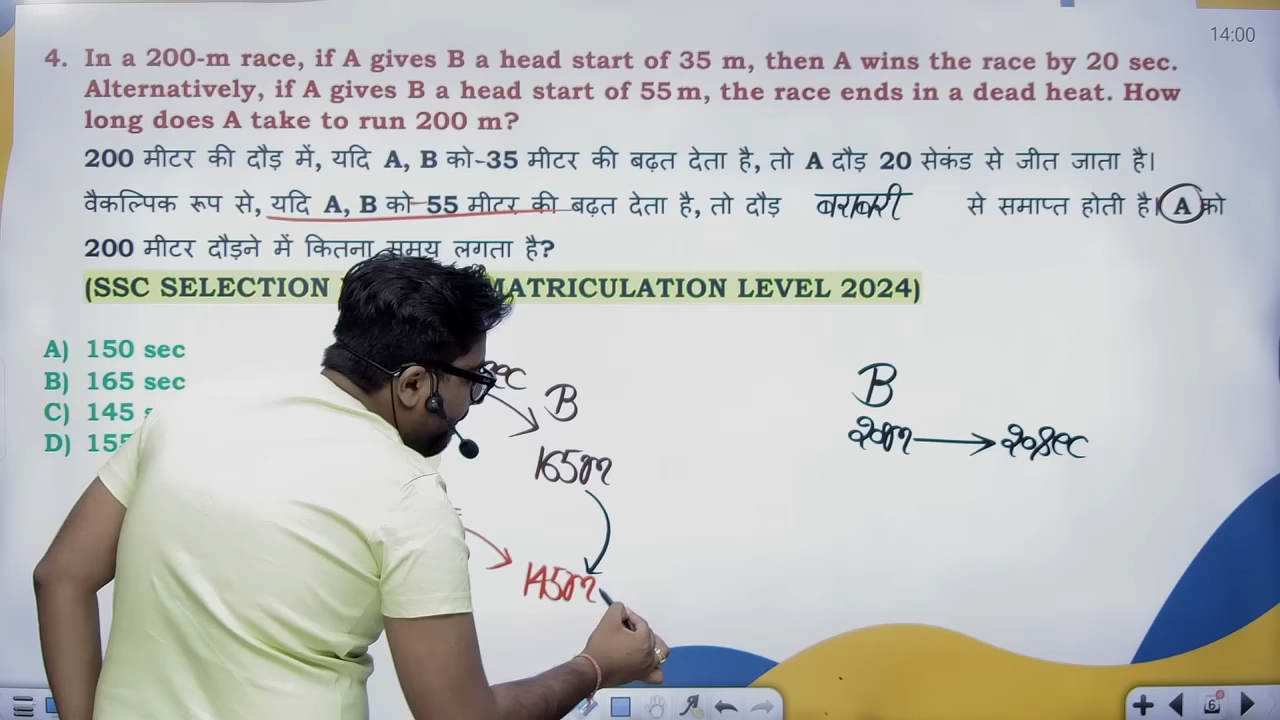 14:00
4. In a 200-m race, if A gives B a head start of 35 m, then A wins the race by 20 sec.
Alternatively, if A gives B a head start of 55 m, the race ends in a dead heat. How
long does A take to run 200 m?
200 मीटर की दौड़ में, यदि A, B को-35 मीटर की बढ़त देता है, तो A दौड़ 20 सेकंड से जीत जाता है।
वैकल्पिक रूप से, यदि A, B को 55 मीटर की बढ़त देता है, तो दौड़ बराबरी से समाप्त होती है। A को
200 मीटर दौड़ने में कितना समय लगता है?
(SSC SELECTION MATRICULATION LEVEL 2024)
A) 150 sec
B) 165 sec
C) 145
D) 155
sec
B
165m
145m
B
20m → 20sec
6